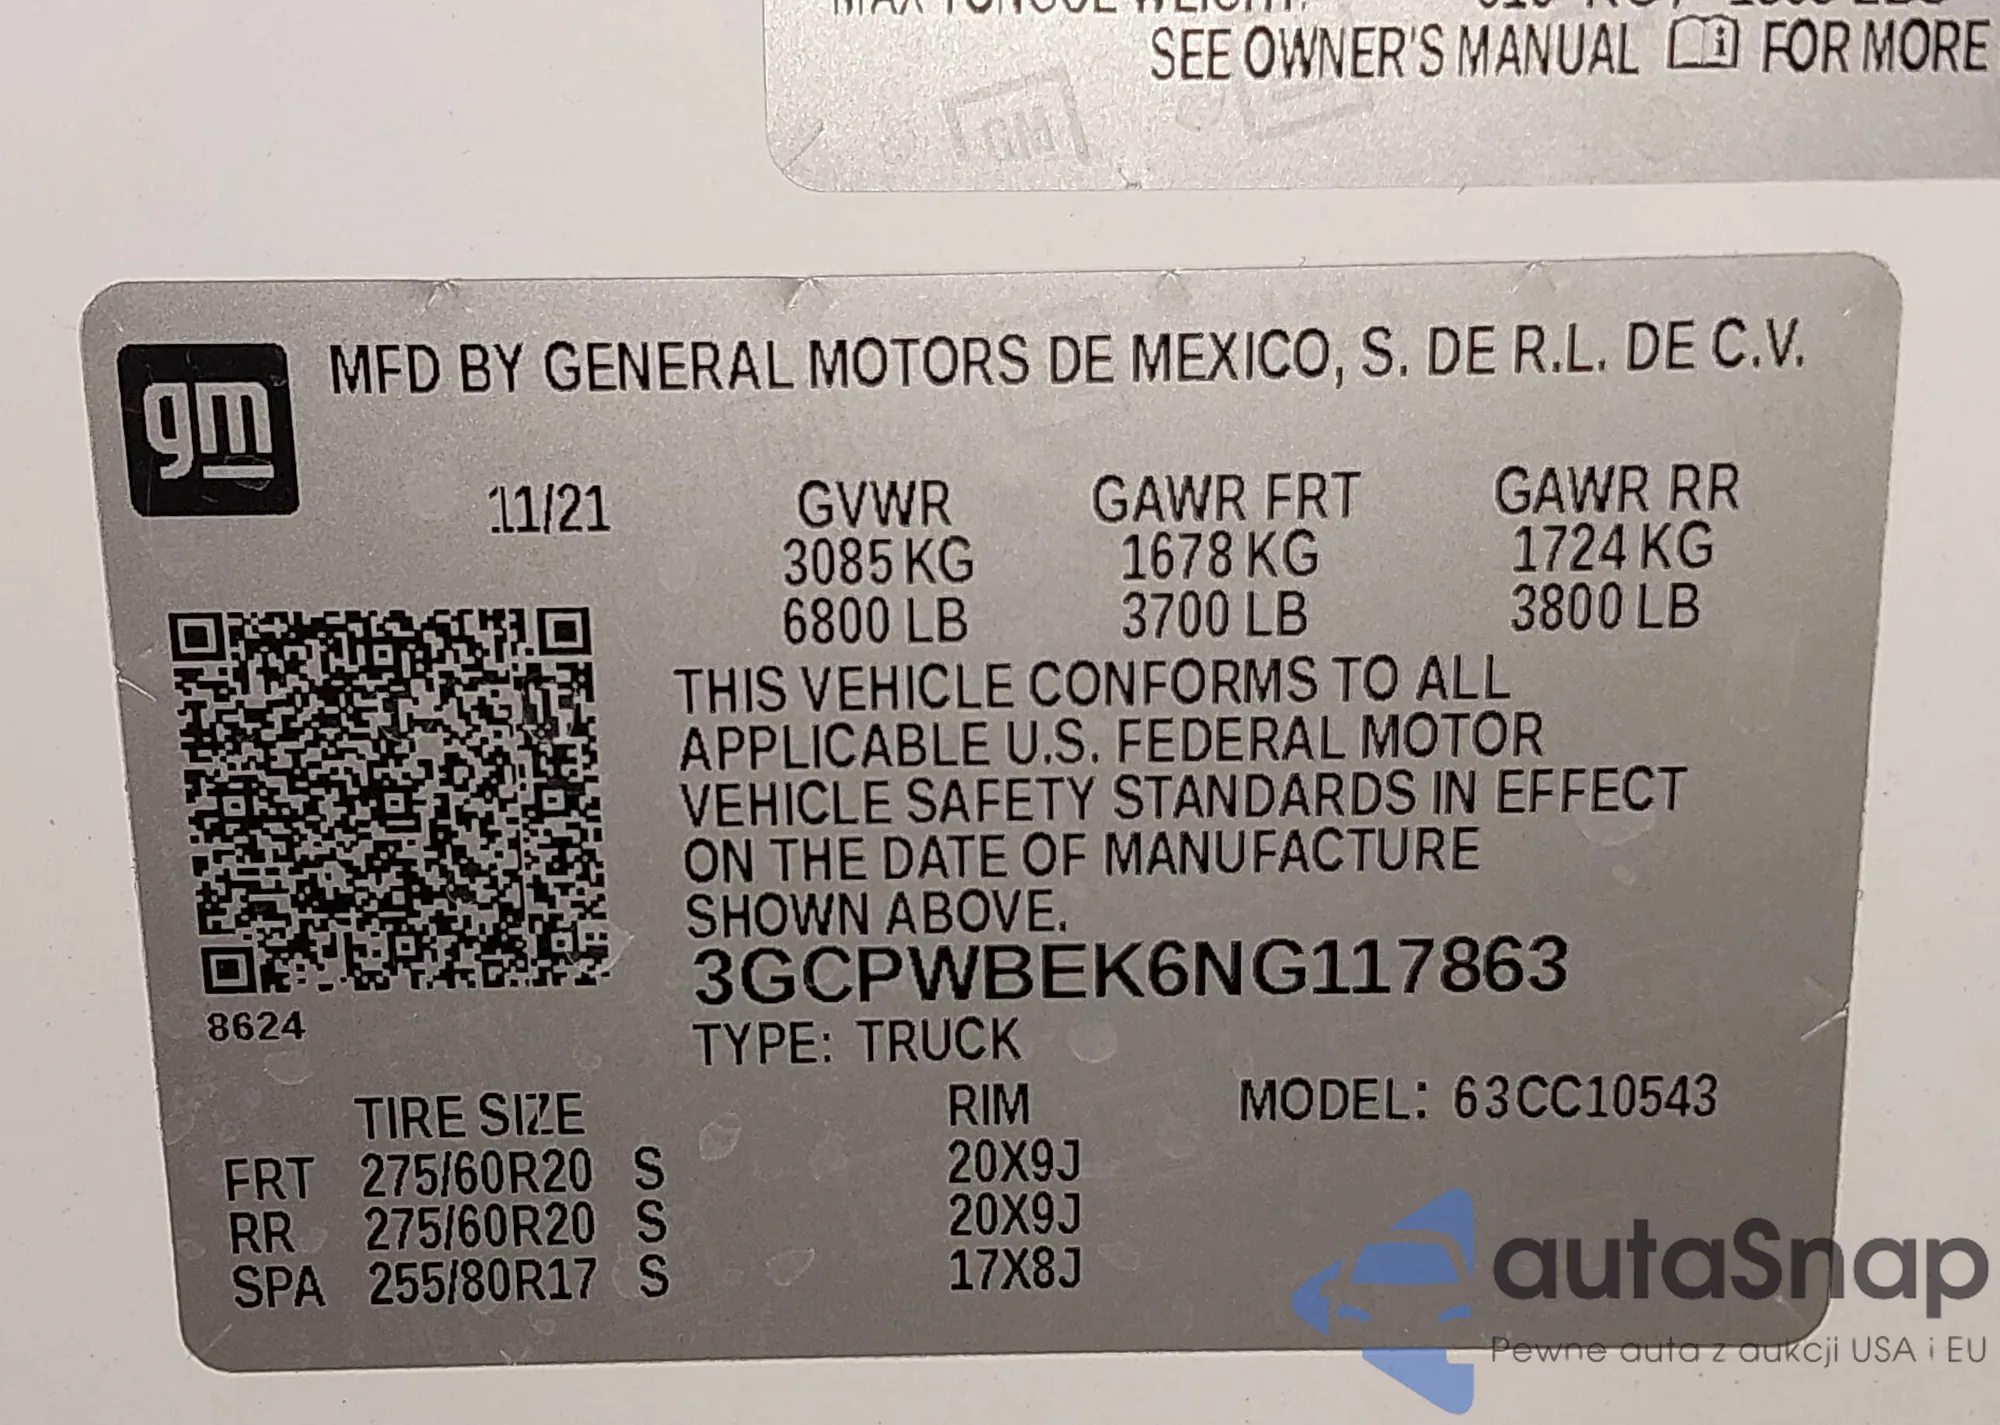 MAX TONGUE WEIGHT:
SEE OWNER'S MANUAL i FOR MORE
GM
gm
MFD BY GENERAL MOTORS DE MEXICO, S. DE R.L. DE C.V.
11/21 GVWR GAWR FRT GAWR RR
3085 KG 1678 KG 1724 KG
6800 LB 3700 LB 3800 LB
THIS VEHICLE CONFORMS TO ALL
APPLICABLE U.S. FEDERAL MOTOR
VEHICLE SAFETY STANDARDS IN EFFECT
ON THE DATE OF MANUFACTURE
SHOWN ABOVE.
3GCPWBEK6NG117863
8624
TYPE: TRUCK
TIRE SIZE RIM MODEL: 63CC10543
FRT 275/60R20 S 20X9J
RR 275/60R20 S 20X9J
SPA 255/80R17 S 17X8J
autaSnap
Pewne auta z aukcji USA i EU